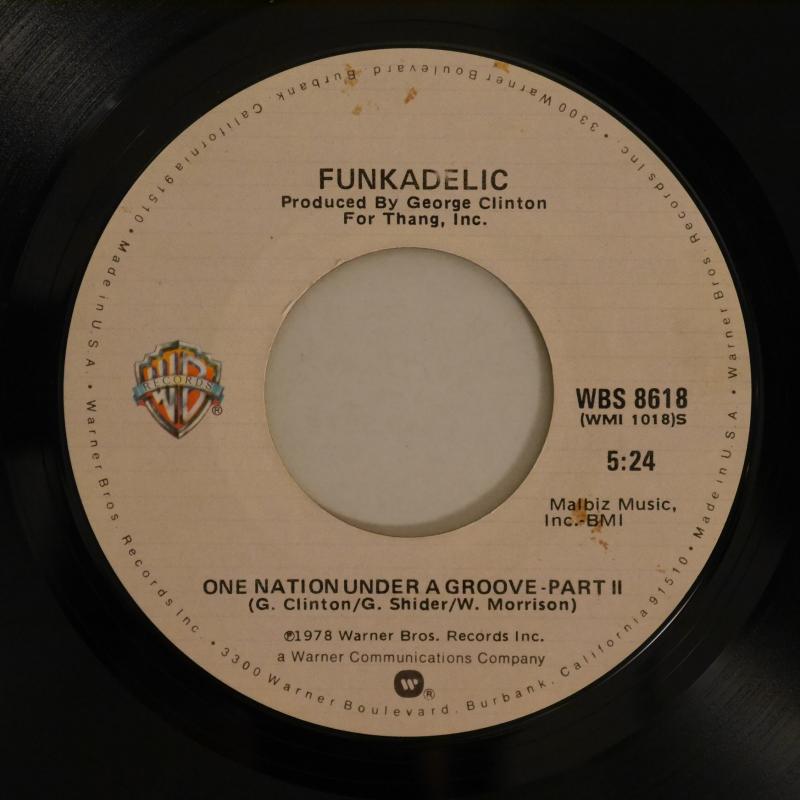 FUNKADELIC
Produced By George Clinton
For Thang, Inc.
WB
RECORDS
®
WBS 8618
(WMI 1018)S
5:24
Malbiz Music,
Inc.-BMI
ONE NATION UNDER A GROOVE-PART II
(G. Clinton/G. Shider/W. Morrison)
℗1978 Warner Bros. Records Inc.
a Warner Communications Company
W ®
Warner Bros. Records Inc. • 3300 Warner Boulevard. Burbank. California 91510 • Made in U.S.A. • Warner Bros. Records Inc. • 3300 Warner Boulevard. Burbank. California 91510 • Made in U.S.A. •